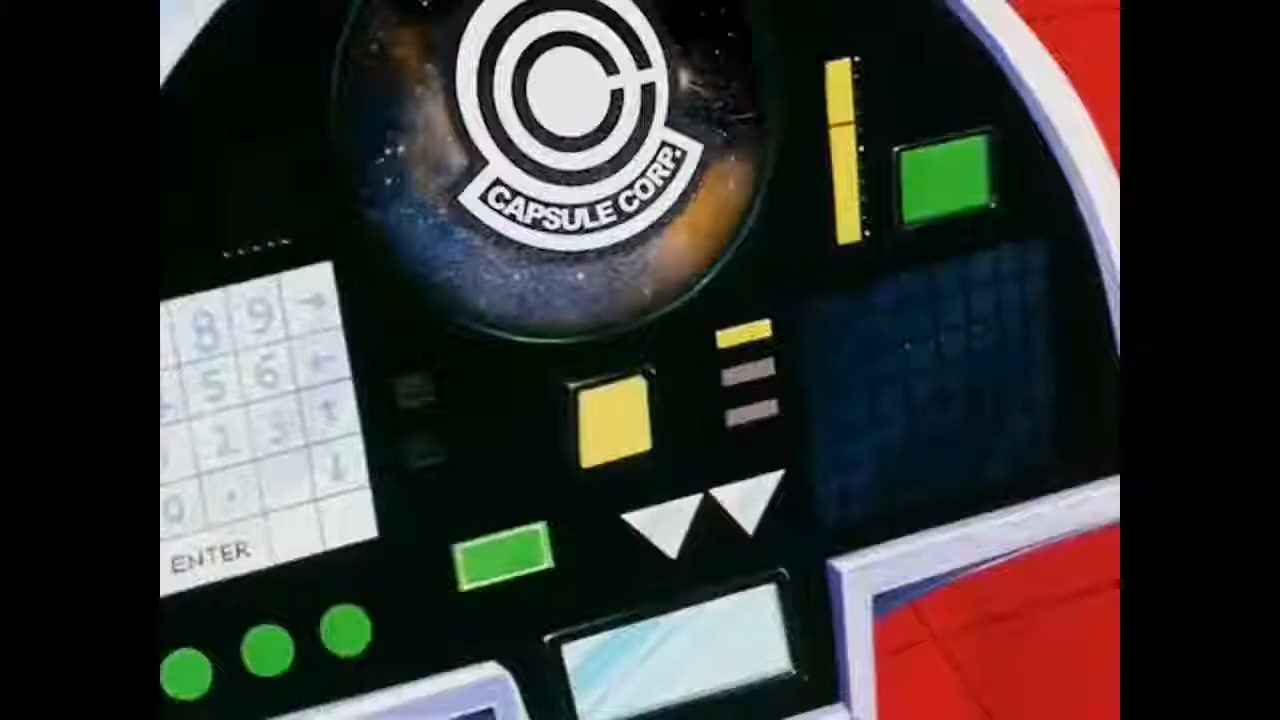 CAPSULE CORP.
8 9 →
5 6 ←
2 3 ↑
0 . ↓
ENTER